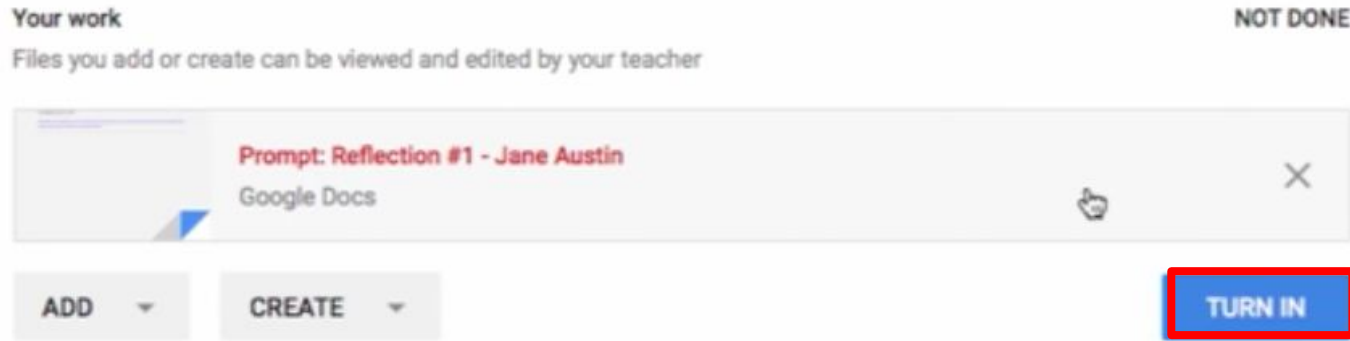 Your work
NOT DONE
Files you add or create can be viewed and edited by your teacher
Prompt: Reflection #1 - Jane Austin
Google Docs
ADD
CREATE
TURN IN